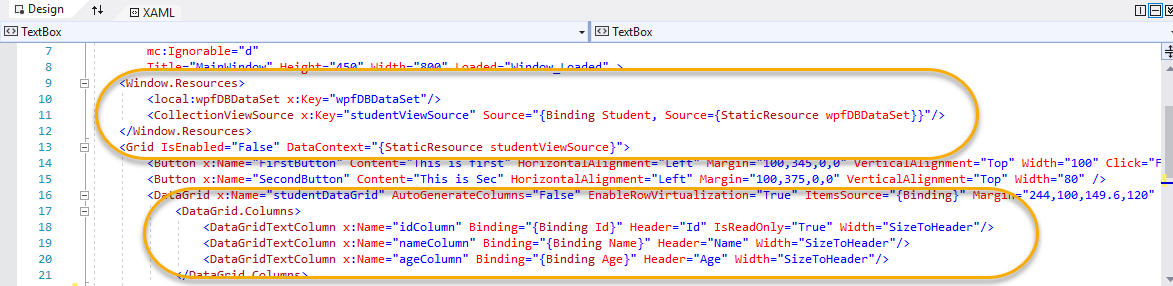 Design XAML
TextBox TextBox
7 mc:Ignorable="d"
8 Title="MainWindow" Height="450" Width="800" Loaded="Window_Loaded" >
9 <Window.Resources>
10 <local:wpfDBDataSet x:Key="wpfDBDataSet"/>
11 <CollectionViewSource x:Key="studentViewSource" Source="{Binding Student, Source={StaticResource wpfDBDataSet}}"/>
12 </Window.Resources>
13 <Grid IsEnabled="False" DataContext="{StaticResource studentViewSource}">
14 <Button x:Name="FirstButton" Content="This is first" HorizontalAlignment="Left" Margin="100,345,0,0" VerticalAlignment="Top" Width="100" Click="F
15 <Button x:Name="SecondButton" Content="This is Sec" HorizontalAlignment="Left" Margin="100,375,0,0" VerticalAlignment="Top" Width="80" />
16 <DataGrid x:Name="studentDataGrid" AutoGenerateColumns="False" EnableRowVirtualization="True" ItemsSource="{Binding}" Margin="244,100,149.6,120"
17 <DataGrid.Columns>
18 <DataGridTextColumn x:Name="idColumn" Binding="{Binding Id}" Header="Id" IsReadOnly="True" Width="SizeToHeader"/>
19 <DataGridTextColumn x:Name="nameColumn" Binding="{Binding Name}" Header="Name" Width="SizeToHeader"/>
20 <DataGridTextColumn x:Name="ageColumn" Binding="{Binding Age}" Header="Age" Width="SizeToHeader"/>
21 </DataGrid.Columns>